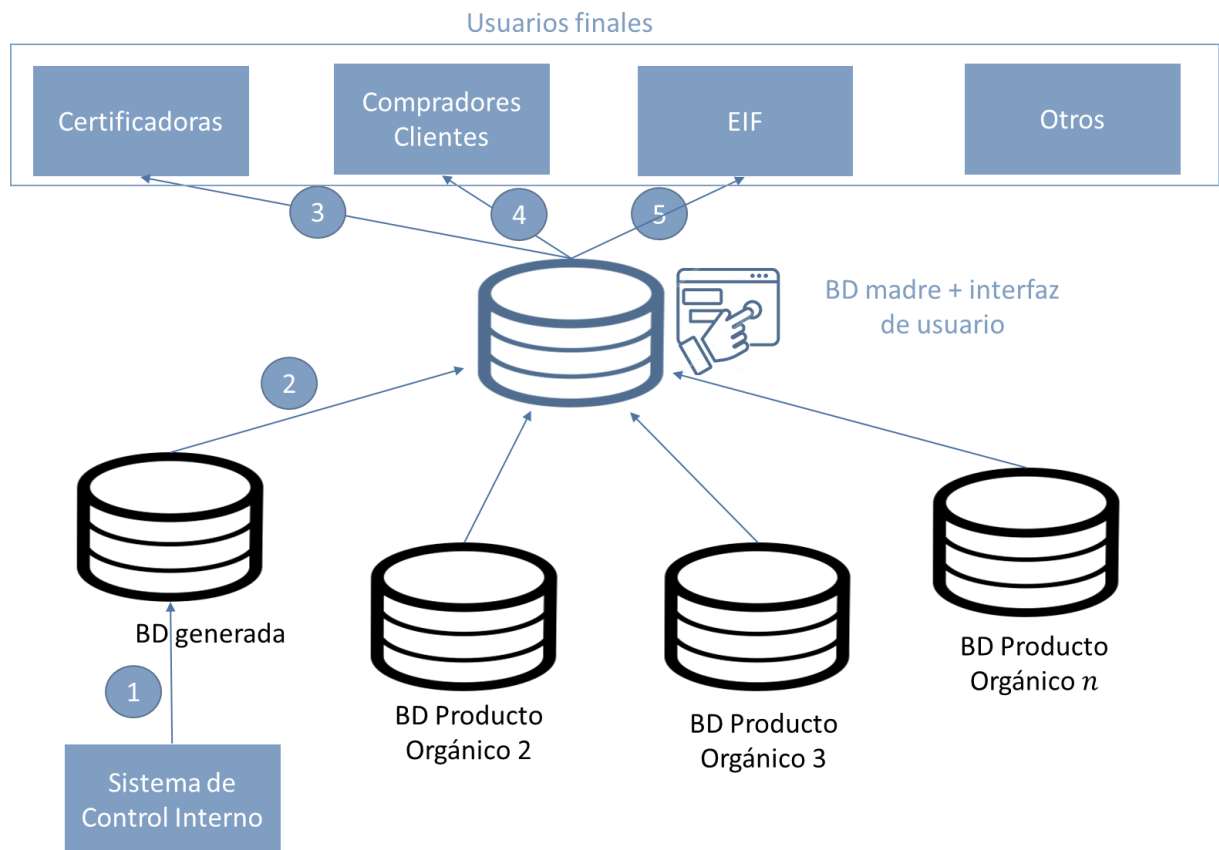 Usuarios finales
Certificadoras
Compradores
Clientes
EIF
Otros
3
4
5
BD madre + interfaz
de usuario
2
BD generada
1
Sistema de
Control Interno
BD Producto
Orgánico 2
BD Producto
Orgánico 3
BD Producto
Orgánico n